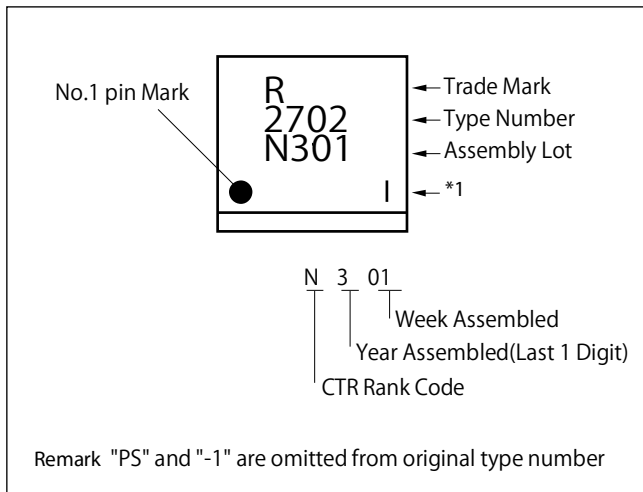 R
2702
N301
I
No.1 pin Mark
Trade Mark
Type Number
Assembly Lot
*1
N 3 01
Week Assembled
Year Assembled(Last 1 Digit)
CTR Rank Code
Remark "PS" and "-1" are omitted from original type number